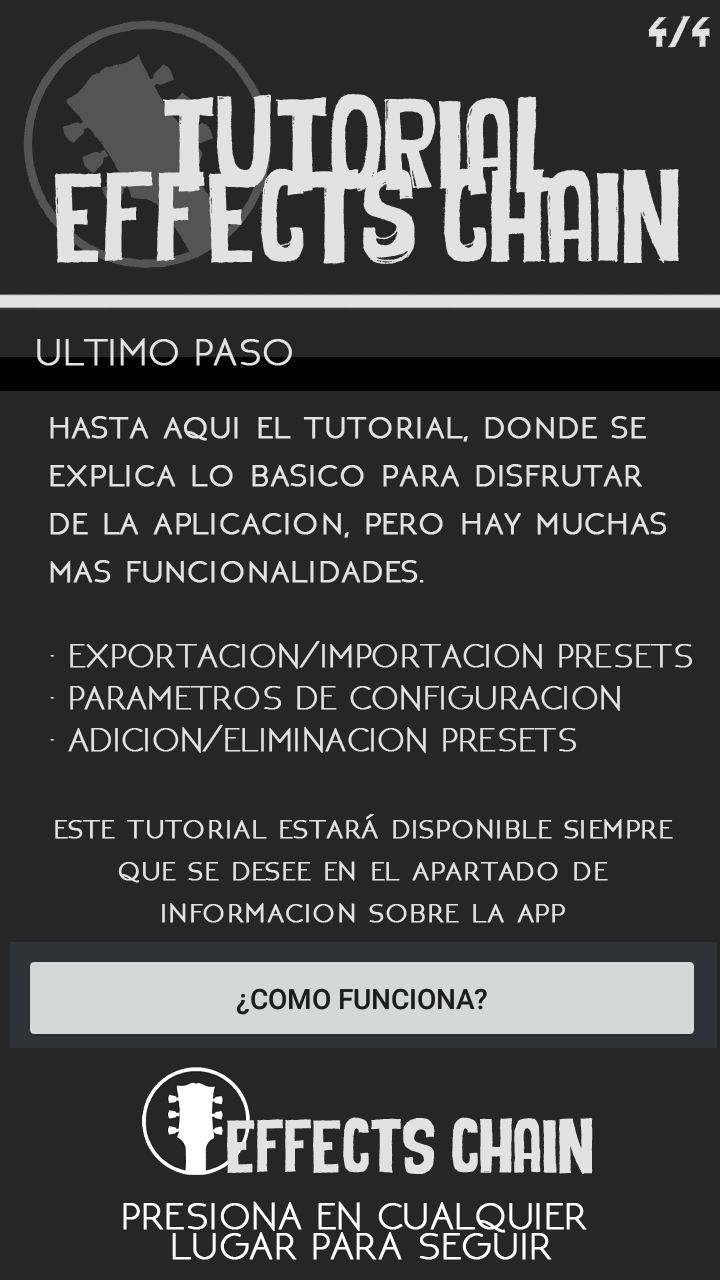 4/4
TUTORIAL
EFFECTS CHAIN
ULTIMO PASO
HASTA AQUI EL TUTORIAL, DONDE SE
EXPLICA LO BASICO PARA DISFRUTAR
DE LA APLICACION, PERO HAY MUCHAS
MAS FUNCIONALIDADES.
· EXPORTACION/IMPORTACION PRESETS
· PARAMETROS DE CONFIGURACION
· ADICION/ELIMINACION PRESETS
ESTE TUTORIAL ESTARÁ DISPONIBLE SIEMPRE
QUE SE DESEE EN EL APARTADO DE
INFORMACION SOBRE LA APP
¿COMO FUNCIONA?
EFFECTS CHAIN
PRESIONA EN CUALQUIER
LUGAR PARA SEGUIR